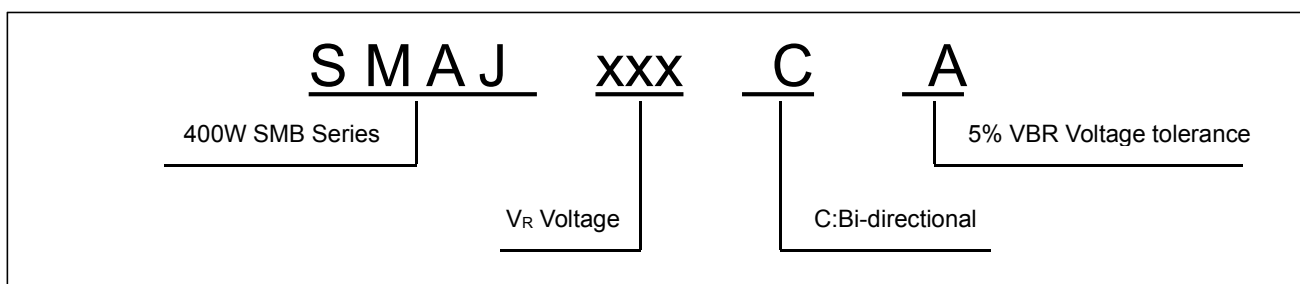 SMAJ xxx C A
400W SMB Series
5% VBR Voltage tolerance
VR Voltage
C:Bi-directional